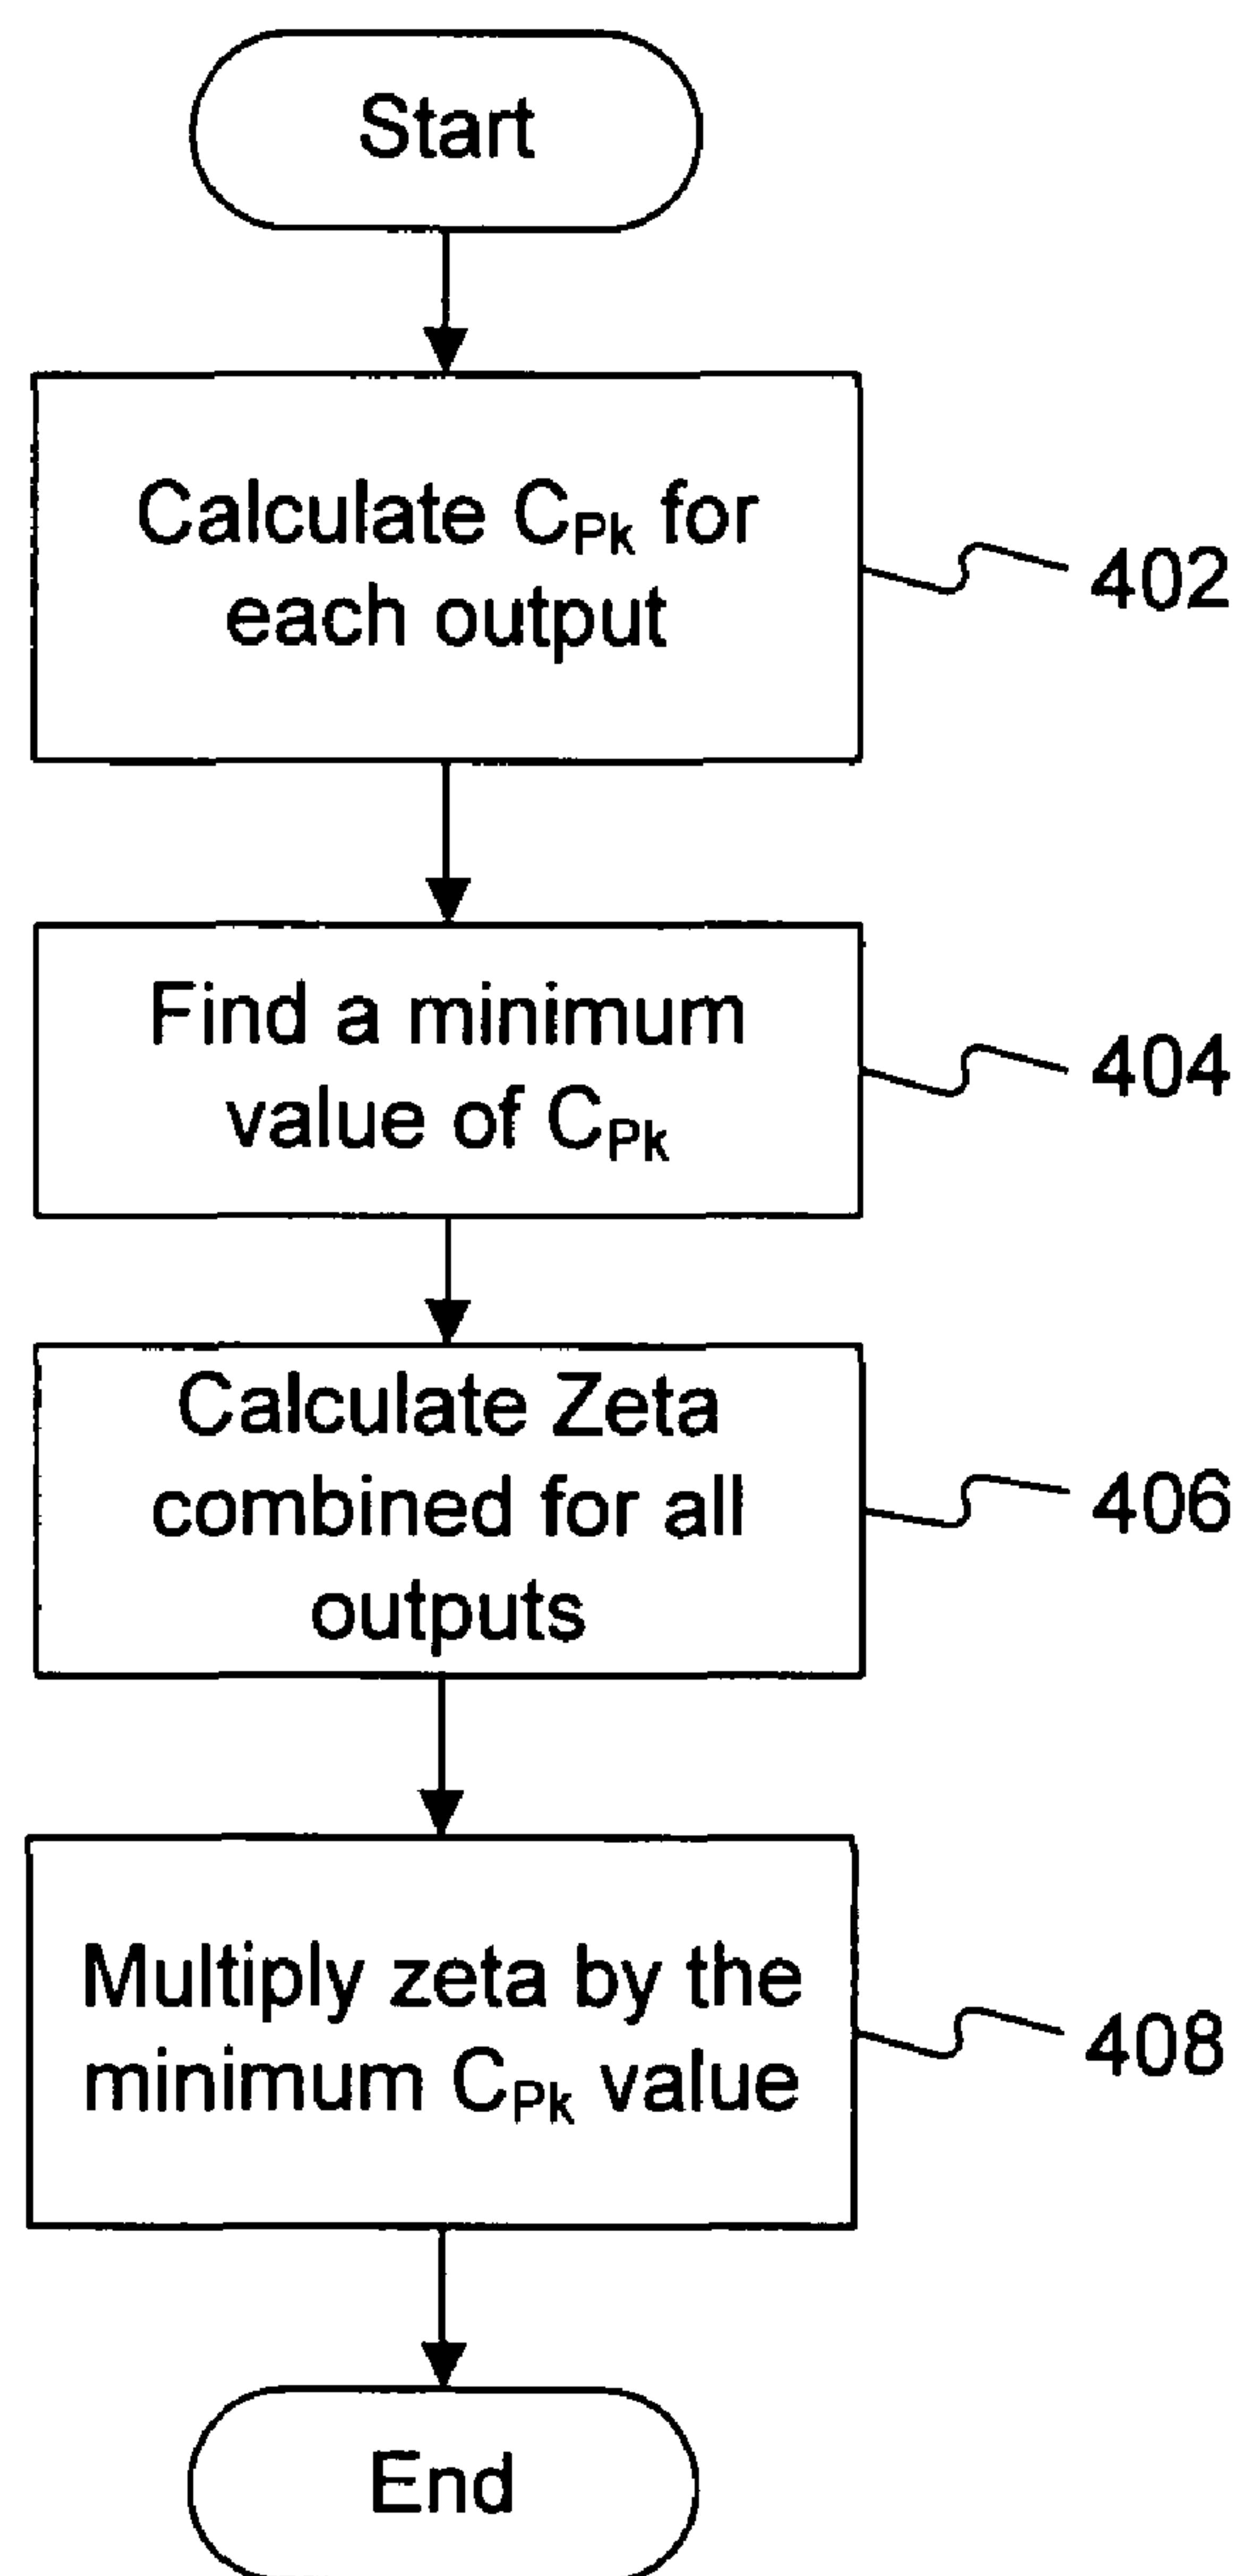 Start
Calculate CPk for
each output
402
Find a minimum
value of CPk
404
Calculate Zeta
combined for all
outputs
406
Multiply zeta by the
minimum CPk value
408
End